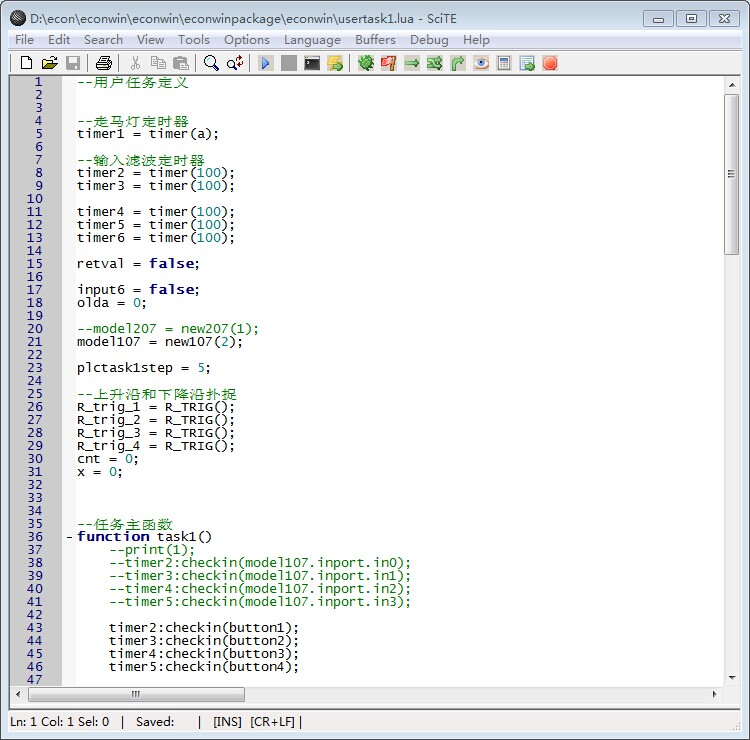 D:\econ\econwin\econwin\econwinpackage\econwin\usertask1.lua - SciTE
File Edit Search View Tools Options Language Buffers Debug Help
1 --用户任务定义
2
3
4 --走马灯定时器
5 timer1 = timer(a);
6
7 --输入滤波定时器
8 timer2 = timer(100);
9 timer3 = timer(100);
10
11 timer4 = timer(100);
12 timer5 = timer(100);
13 timer6 = timer(100);
14
15 retval = false;
16
17 input6 = false;
18 olda = 0;
19
20 --model207 = new207(1);
21 model107 = new107(2);
22
23 plctask1step = 5;
24
25 --上升沿和下降沿扑捉
26 R_trig_1 = R_TRIG();
27 R_trig_2 = R_TRIG();
28 R_trig_3 = R_TRIG();
29 R_trig_4 = R_TRIG();
30 cnt = 0;
31 x = 0;
32
33
34
35 --任务主函数
36 - function task1()
37 --print(1);
38 --timer2:checkin(model107.inport.in0);
39 --timer3:checkin(model107.inport.in1);
40 --timer4:checkin(model107.inport.in2);
41 --timer5:checkin(model107.inport.in3);
42
43 timer2:checkin(button1);
44 timer3:checkin(button2);
45 timer4:checkin(button3);
46 timer5:checkin(button4);
47
Ln: 1 Col: 1 Sel: 0 | Saved: | [INS] [CR+LF] |